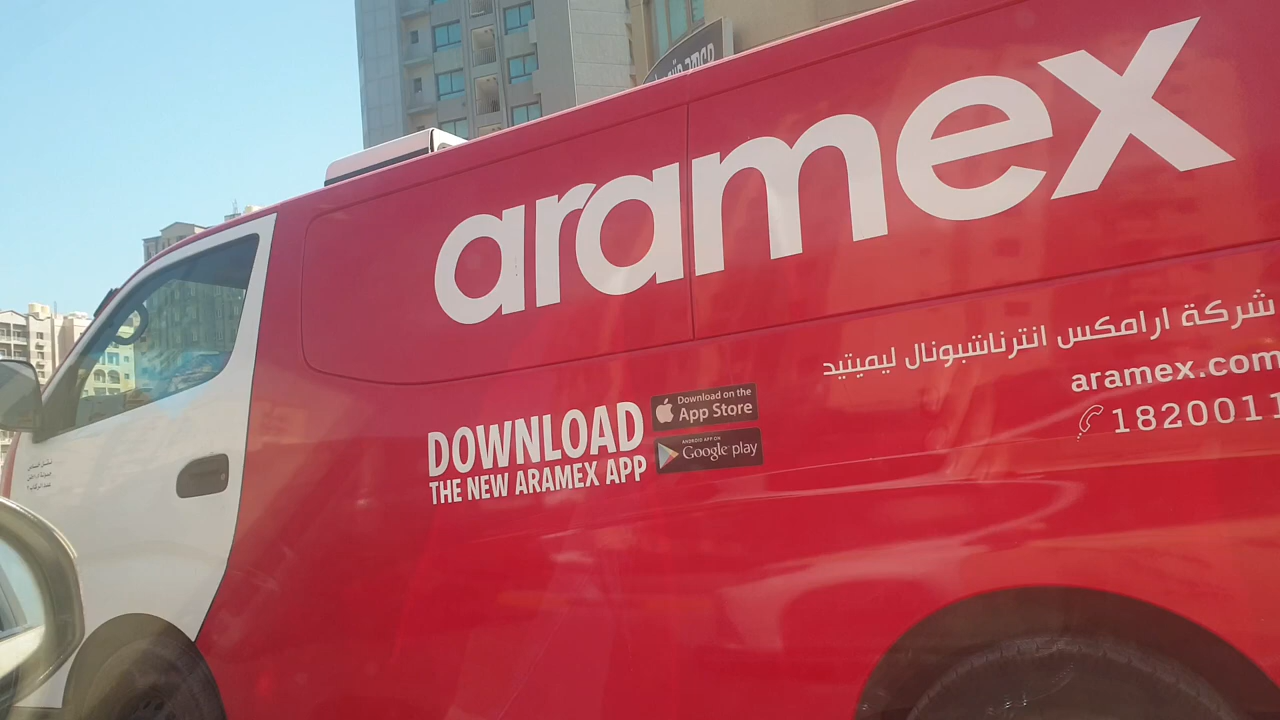 aramex
شركة ارامكس انترناشيونال ليميتيد
aramex.com
1820011
DOWNLOAD
THE NEW ARAMEX APP
Download on the
App Store
ANDROID APP ON
Google play